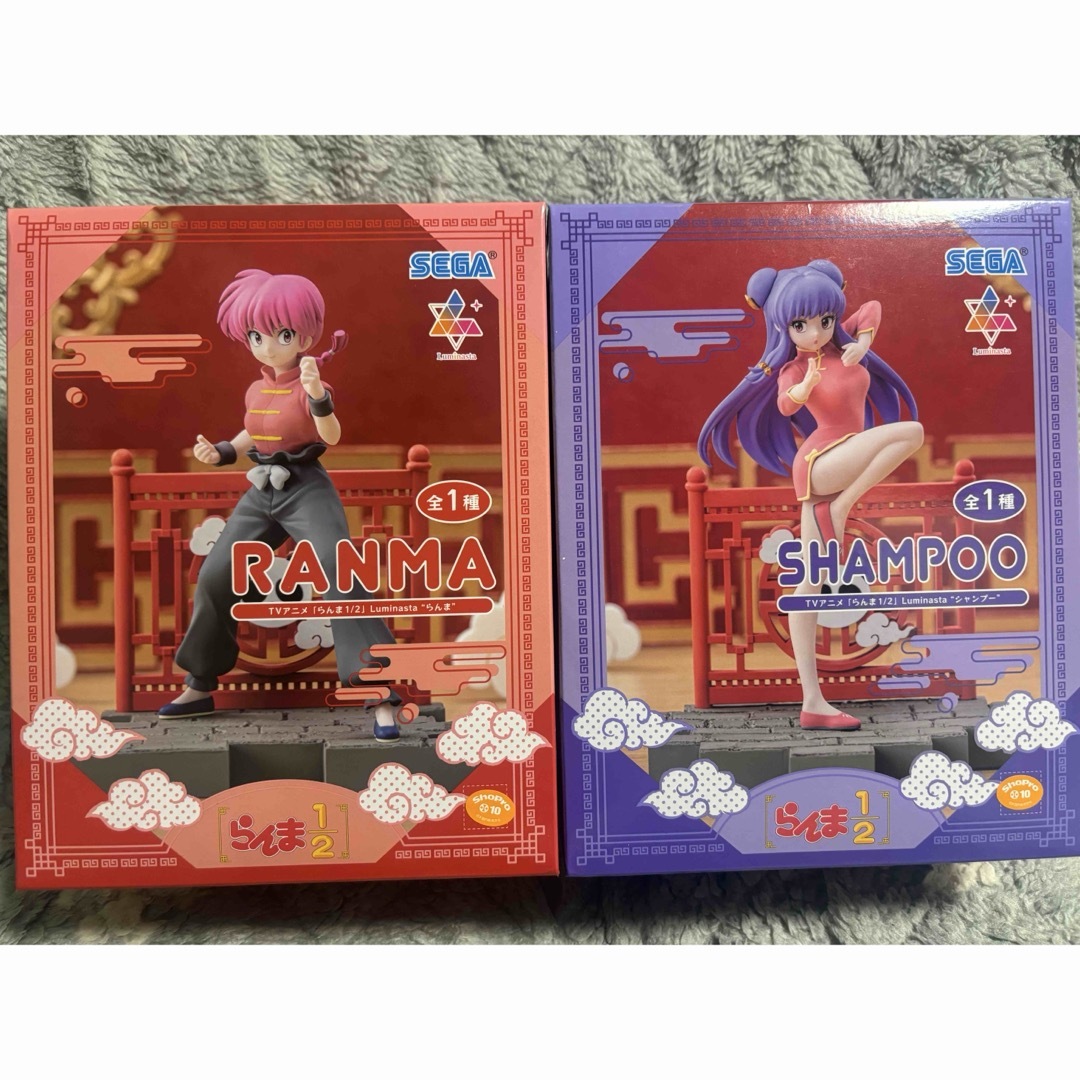 SEGA®
Luminasta
全1種
RANMA
TVアニメ「らんま1/2」Luminasta “らんま”
らんま1/2
ShoPro
10
SEGA®
Luminasta
全1種
SHAMPOO
TVアニメ「らんま1/2」Luminasta “シャンプー”
らんま1/2
ShoPro
10